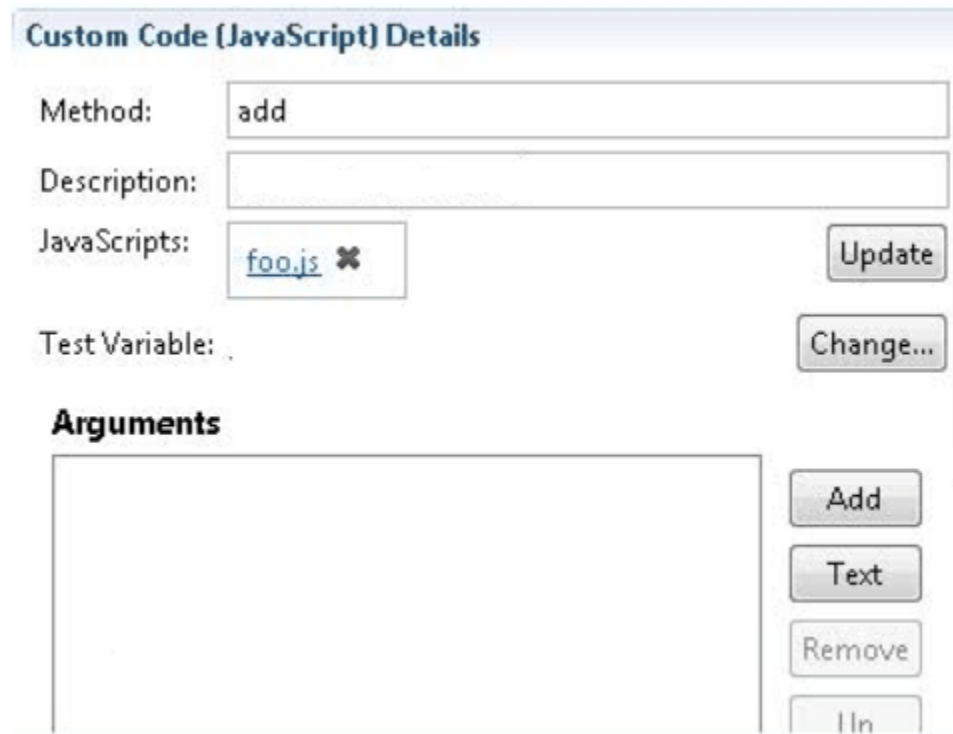 Custom Code (JavaScript) Details
Method: add
Description:
JavaScripts: foo.js Update
Test Variable: Change...
Arguments
Add
Text
Remove